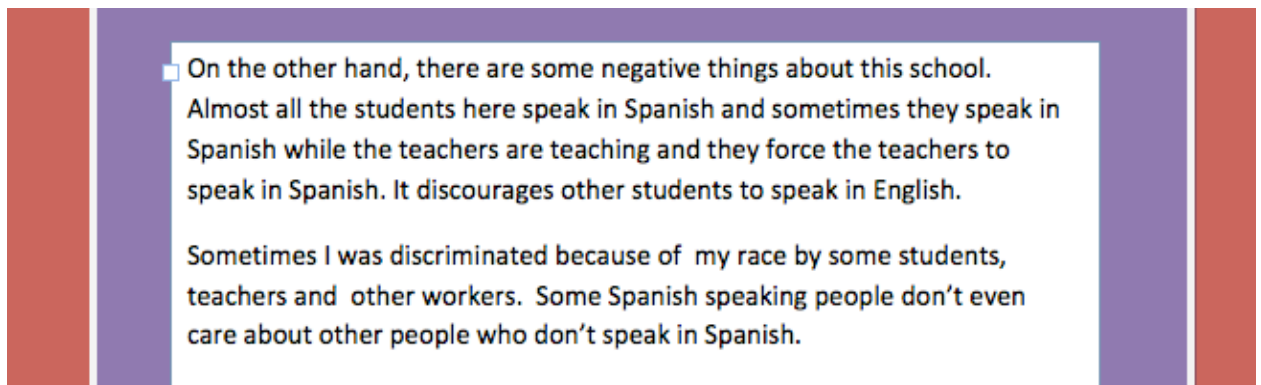 On the other hand, there are some negative things about this school.
Almost all the students here speak in Spanish and sometimes they speak in
Spanish while the teachers are teaching and they force the teachers to
speak in Spanish. It discourages other students to speak in English.
Sometimes I was discriminated because of  my race by some students,
teachers and  other workers.  Some Spanish speaking people don’t even
care about other people who don’t speak in Spanish.